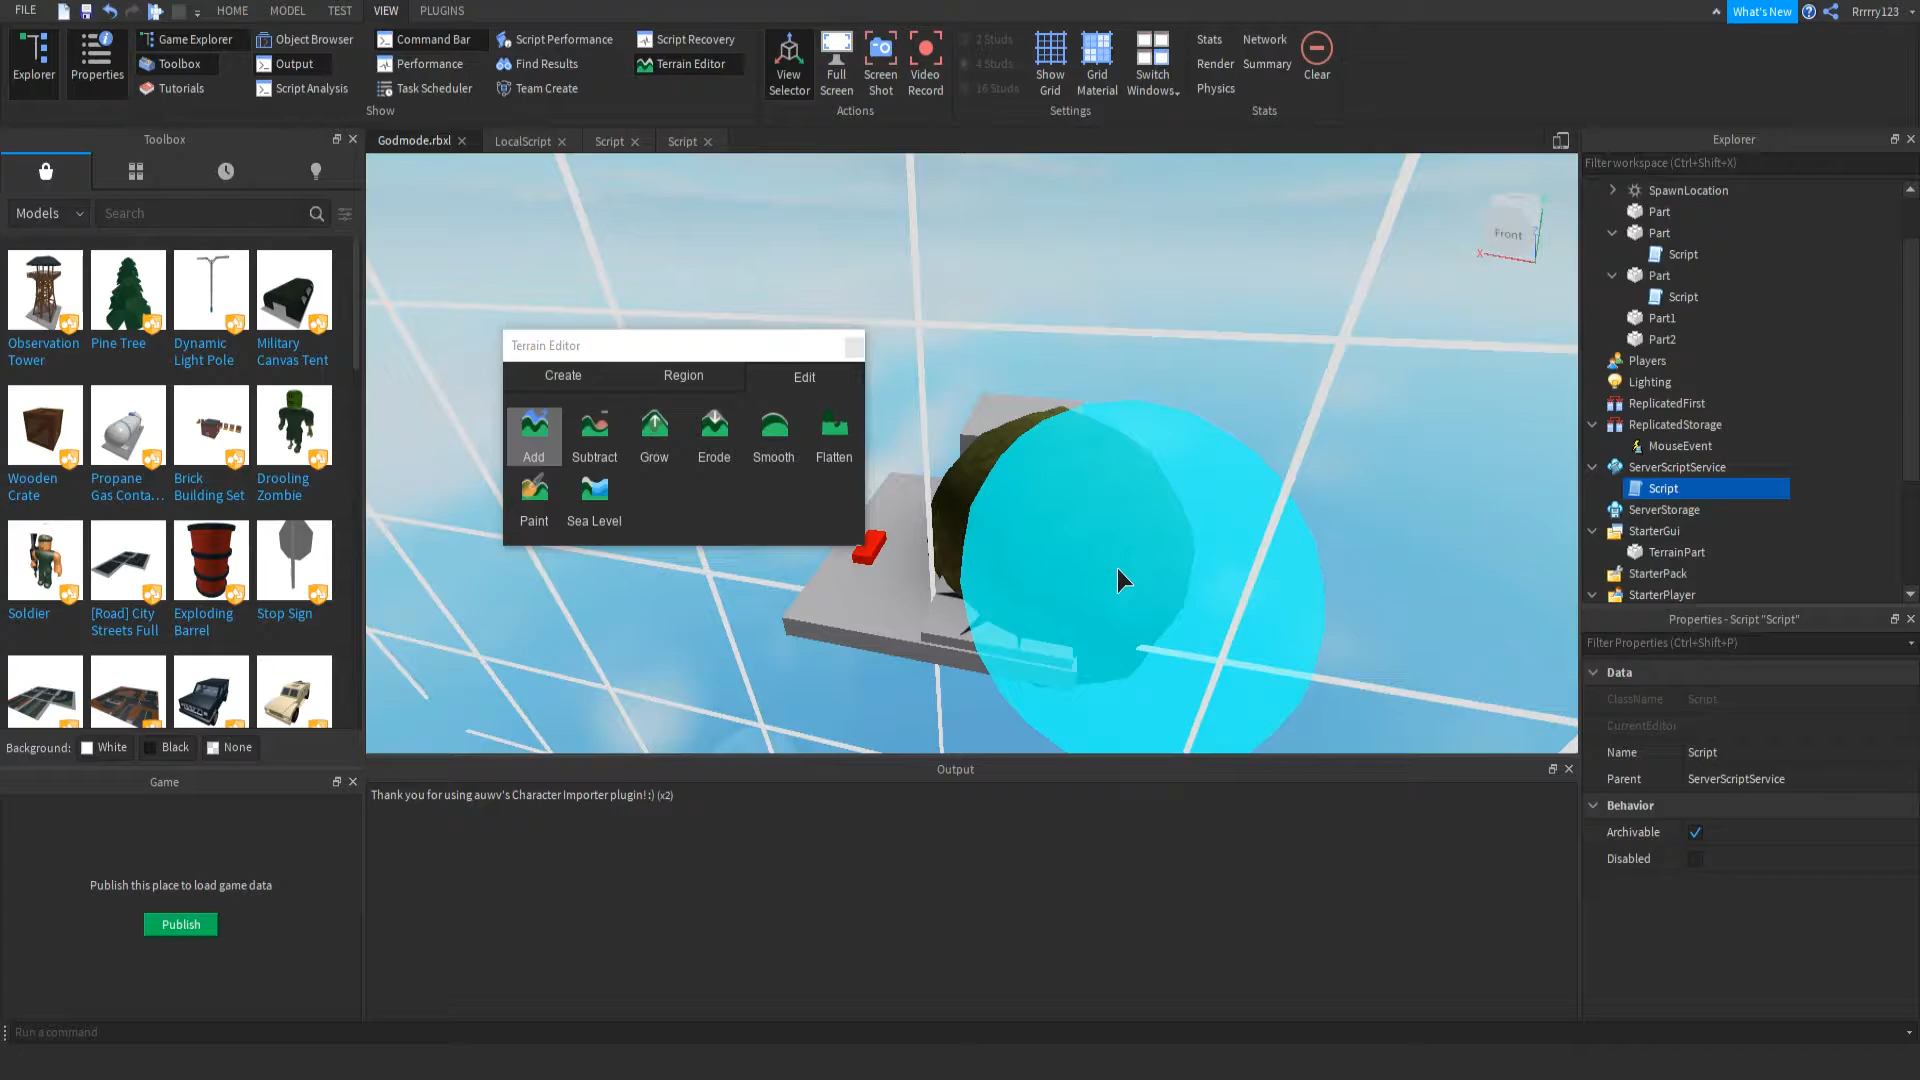 FILE HOME MODEL TEST VIEW PLUGINS What's New Rrrrry123
Explorer
Properties
Game Explorer
Toolbox
Tutorials
Object Browser
Output
Script Analysis
Command Bar
Performance
Task Scheduler
Script Performance
Find Results
Team Create
Script Recovery
Terrain Editor
Show
View
Selector
Full
Screen
Screen
Shot
Video
Record
Actions
2 Studs
4 Studs
16 Studs
Show
Grid
Grid
Material
Switch
Windows
Settings
Stats
Render
Physics
Network
Summary
Clear
Stats
Toolbox
Models
Search
Observation
Tower
Pine Tree
Dynamic
Light Pole
Military
Canvas Tent
Wooden
Crate
Propane
Gas Conta...
Brick
Building Set
Drooling
Zombie
Soldier
[Road] City
Streets Full
Exploding
Barrel
Stop Sign
Background: White Black None
Game
Publish this place to load game data
Publish
Godmode.rbxl LocalScript Script Script
Front
X
Terrain Editor
Create Region Edit
Add Subtract Grow Erode Smooth Flatten
Paint Sea Level
Output
Thank you for using auwv's Character Importer plugin!:) (x2)
Run a command
Explorer
Filter workspace (Ctrl+Shift+X)
SpawnLocation
Part
Part
Script
Part
Script
Part1
Part2
Players
Lighting
ReplicatedFirst
ReplicatedStorage
MouseEvent
ServerScriptService
Script
ServerStorage
StarterGui
TerrainPart
StarterPack
StarterPlayer
Properties - Script "Script"
Filter Properties (Ctrl+Shift+P)
Data
ClassName Script
CurrentEditor
Name Script
Parent ServerScriptService
Behavior
Archivable
Disabled